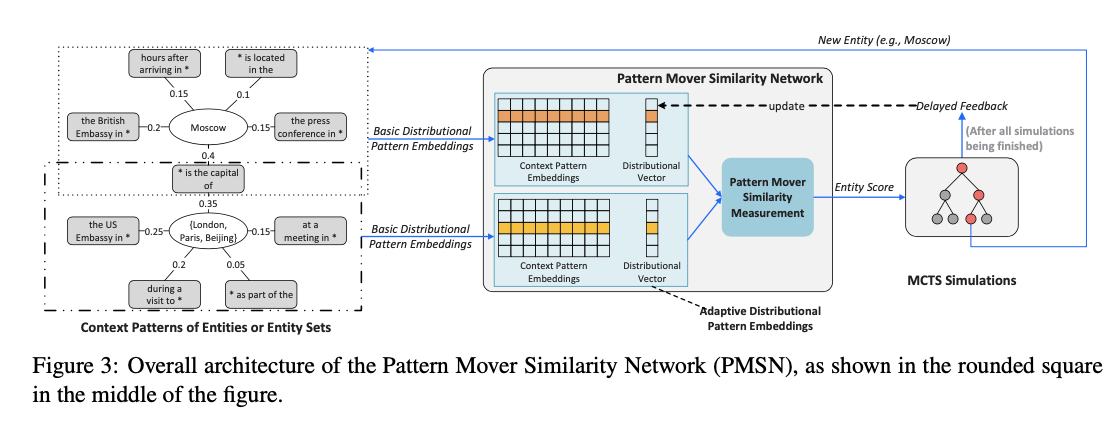 New Entity (e.g., Moscow)
hours after
arriving in *
* is located
in the
0.15
0.1
the British
Embassy in *
0.2
Moscow
0.15
the press
conference in *
0.4
* is the capital
of
0.35
the US
Embassy in *
0.25
{London,
Paris, Beijing}
0.15
at a
meeting in *
0.2
0.05
during a
visit to *
* as part of the
Context Patterns of Entities or Entity Sets
Basic Distributional
Pattern Embeddings
Basic Distributional
Pattern Embeddings
Pattern Mover Similarity Network
Context Pattern
Embeddings
Distributional
Vector
Context Pattern
Embeddings
Distributional
Vector
update
Pattern Mover
Similarity
Measurement
Adaptive Distributional
Pattern Embeddings
Entity Score
Delayed Feedback
(After all simulations
being finished)
MCTS Simulations
Figure 3: Overall architecture of the Pattern Mover Similarity Network (PMSN), as shown in the rounded square
in the middle of the figure.